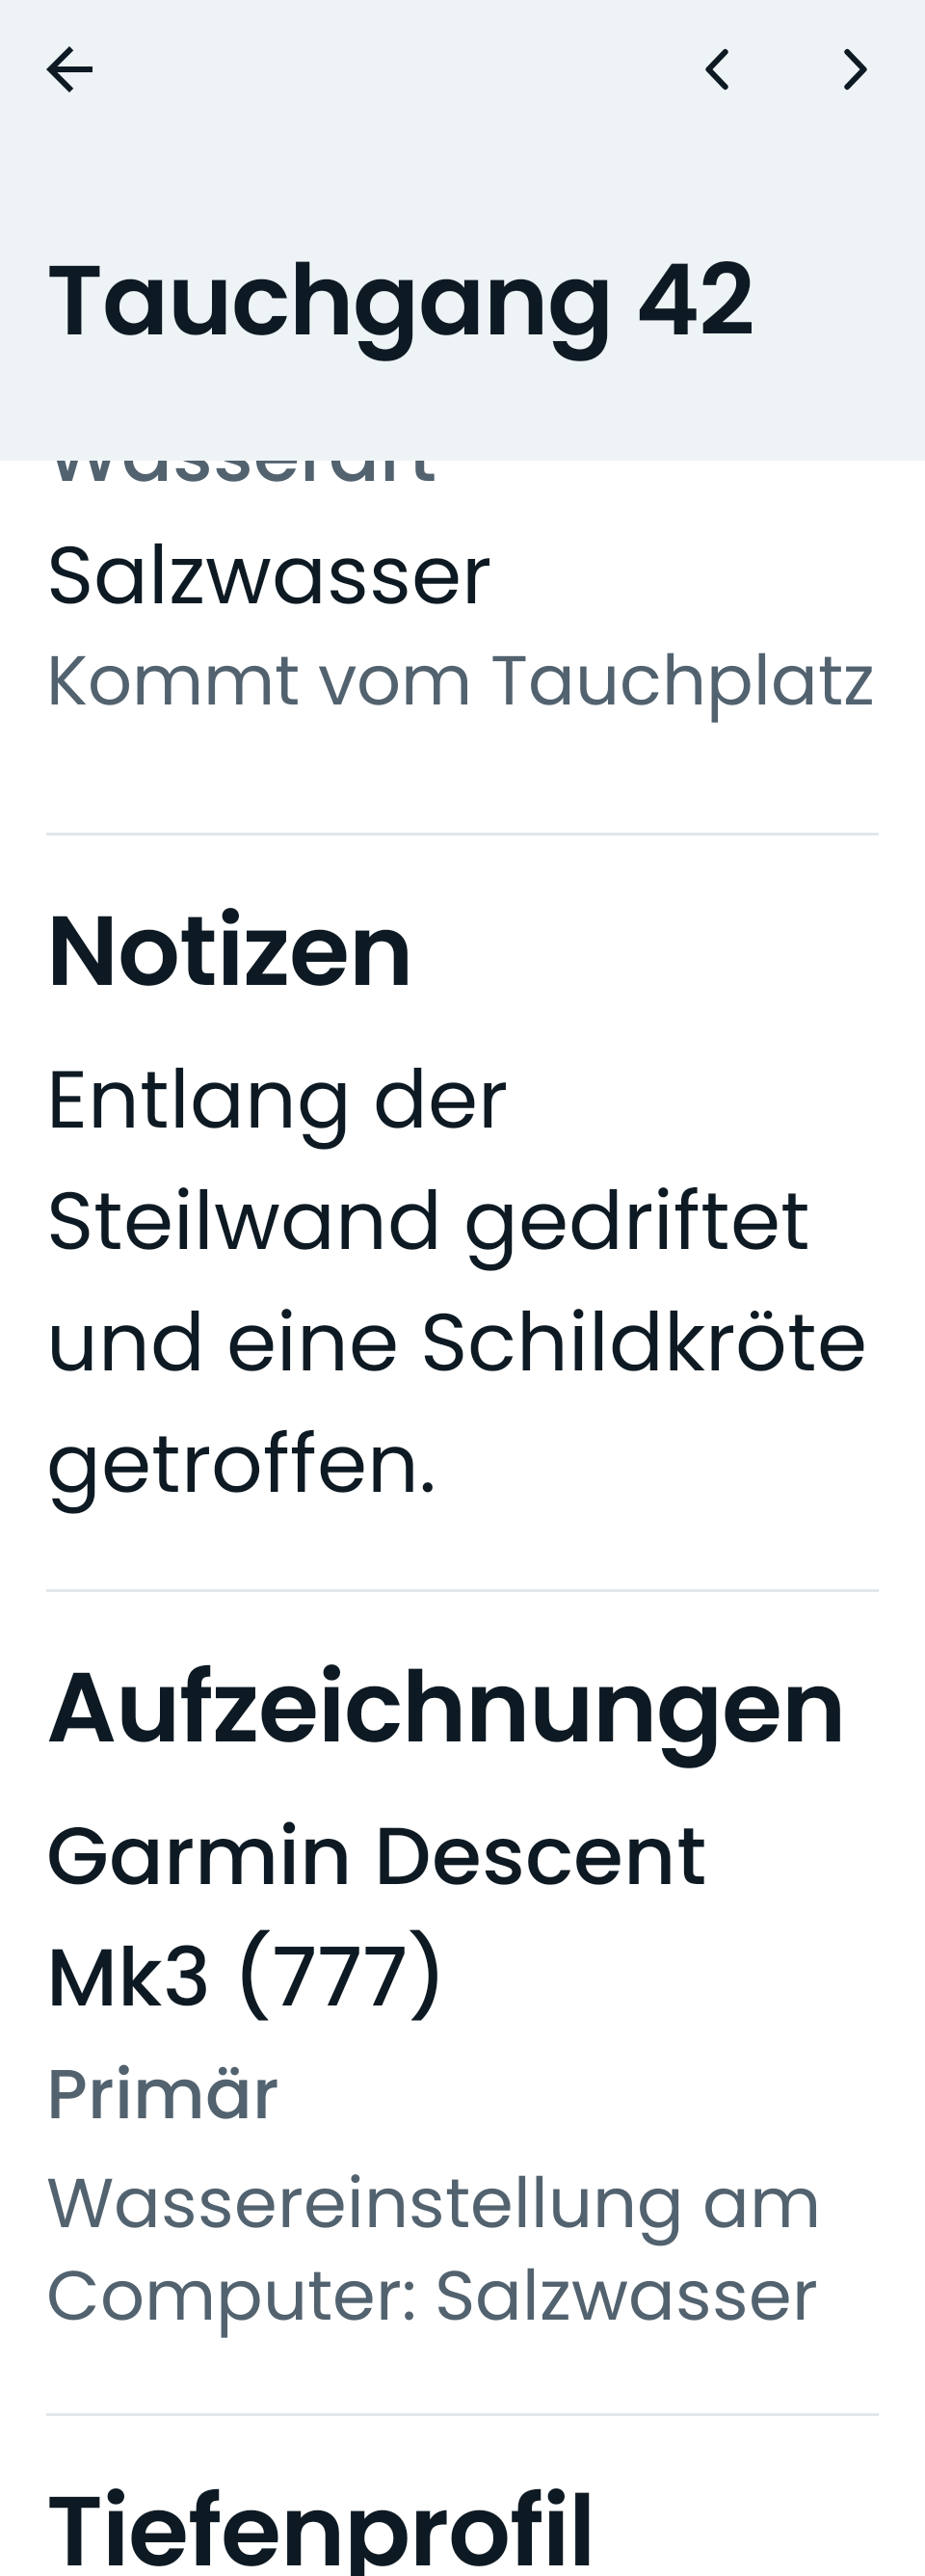 Tauchgang 42
Wasserart
Salzwasser
Kommt vom Tauchplatz
Notizen
Entlang der
Steilwand gedriftet
und eine Schildkröte
getroffen.
Aufzeichnungen
Garmin Descent
Mk3 (777)
Primär
Wassereinstellung am
Computer: Salzwasser
Tiefenprofil